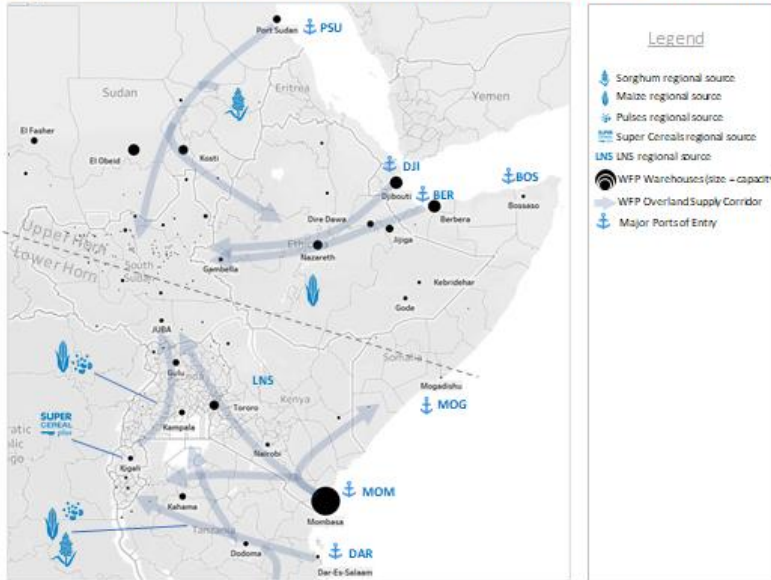 Port Sudan
PSU
Sudan
Eritrea
Yemen
El Fasher
El Obeid
Kosti
DJI
Djibouti
BER
Berbera
BOS
Bossaso
Dire Dawa
Jijiga
Upper Horn
Lower Horn
South
Sudan
Gambella
Nazareth
Kebridehar
Gode
JUBA
Somalia
Gulu
LNS
Mogadishu
MOG
Kenya
Tororo
Kampala
SUPER
CEREAL
plus
Kigali
Nairobi
MOM
Mombasa
Kahama
Tanzania
Dodoma
DAR
Dar-Es-Salaam
Legend
Sorghum regional source
Maize regional source
Pulses regional source
Super Cereals regional source
LNS LNS regional source
WFP Warehouses (size = capacity
WFP Overland Supply Corridor
Major Ports of Entry